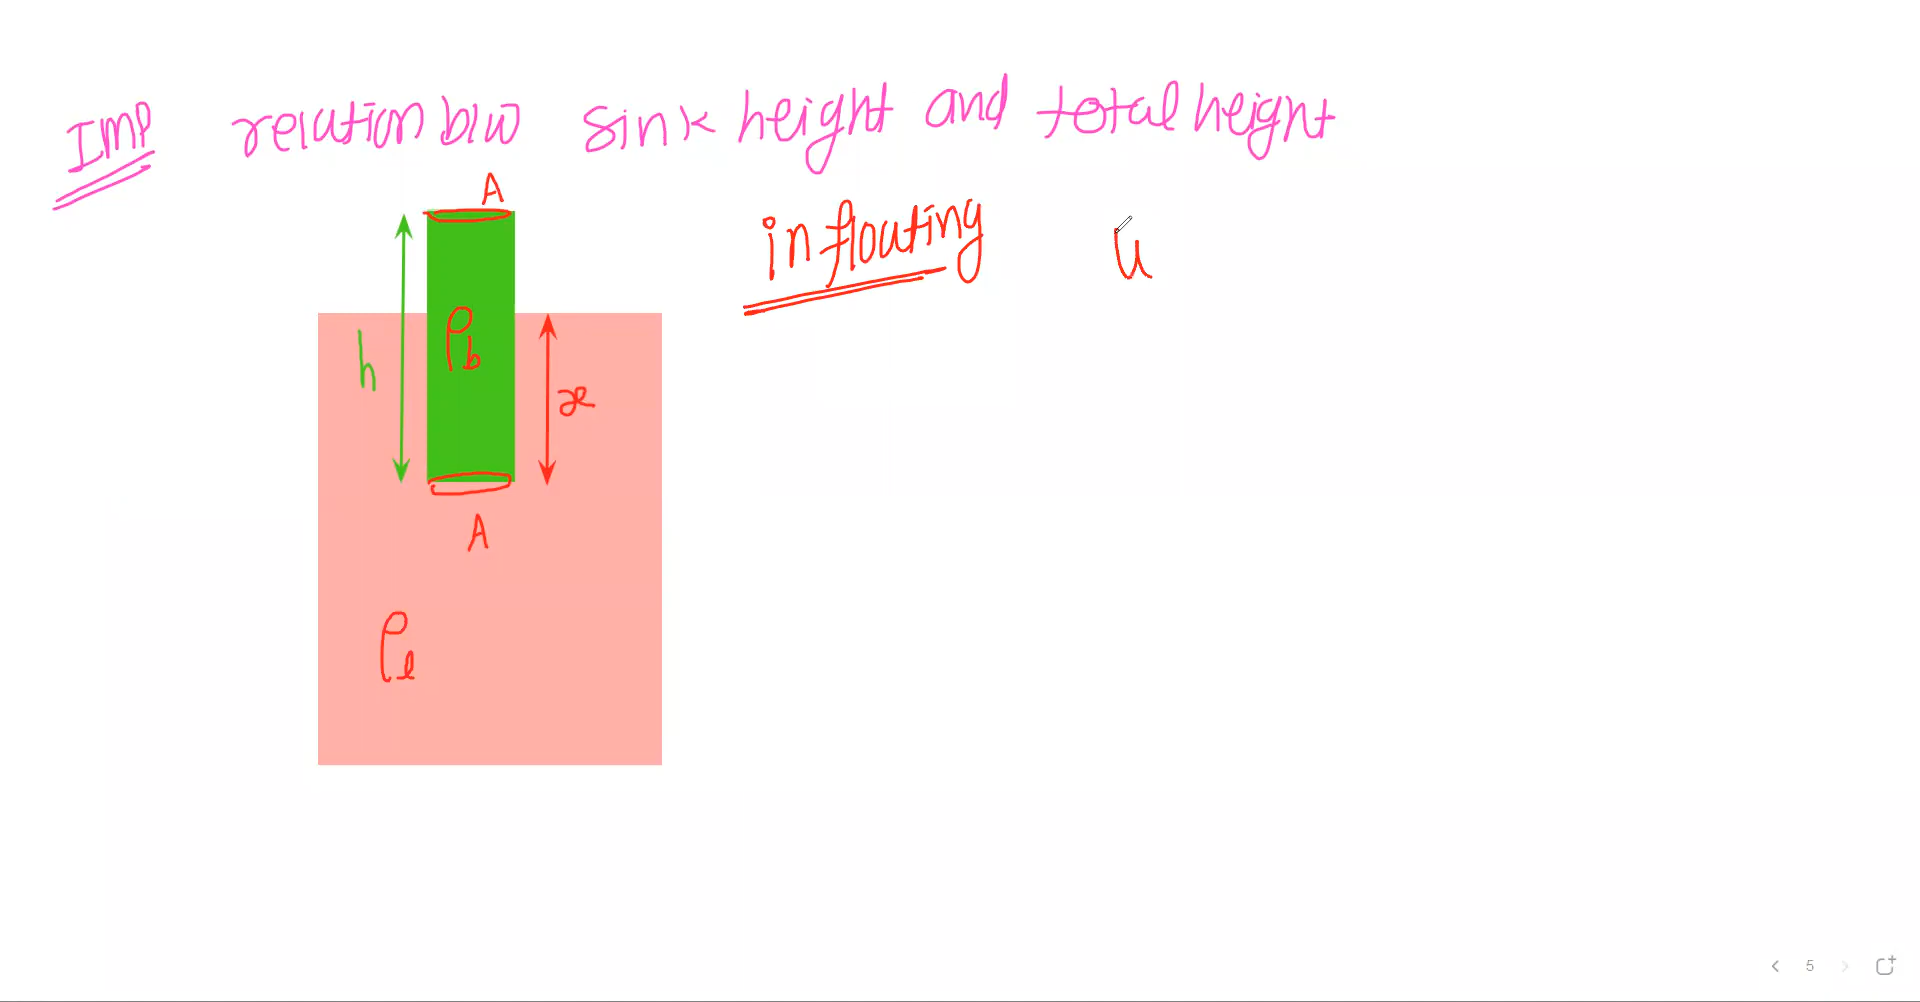 Imp relation b/w sink height and total height
A
in floating u
h ρb x
A
ρl
5